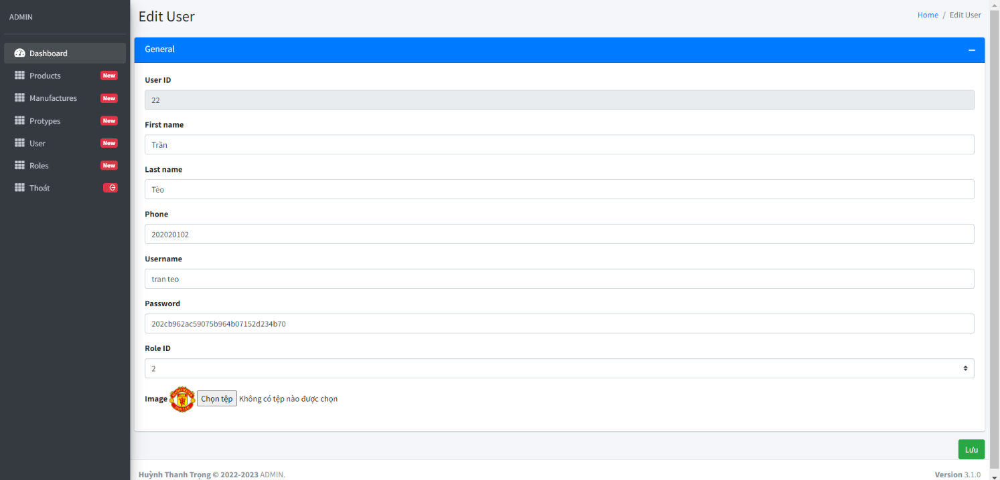 ADMIN
Dashboard
Products New
Manufactures New
Protypes New
User New
Roles New
Thoát
Edit User
Home / Edit User
General
User ID
22
First name
Trần
Last name
Tèo
Phone
202020102
Username
tran teo
Password
202cb962ac59075b964b07152d234b70
Role ID
2
Image
MANCHESTER
UNITED
Chọn tệp Không có tệp nào được chọn
Lưu
Huỳnh Thanh Trọng © 2022-2023 ADMIN.
Version 3.1.0